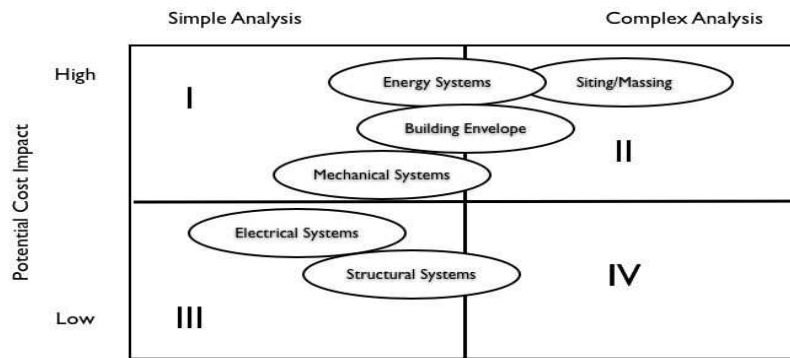 Simple Analysis
Complex Analysis
High
I
Energy Systems
Siting/Massing
Building Envelope
II
Mechanical Systems
Potential Cost Impact
Electrical Systems
Structural Systems
IV
Low
III